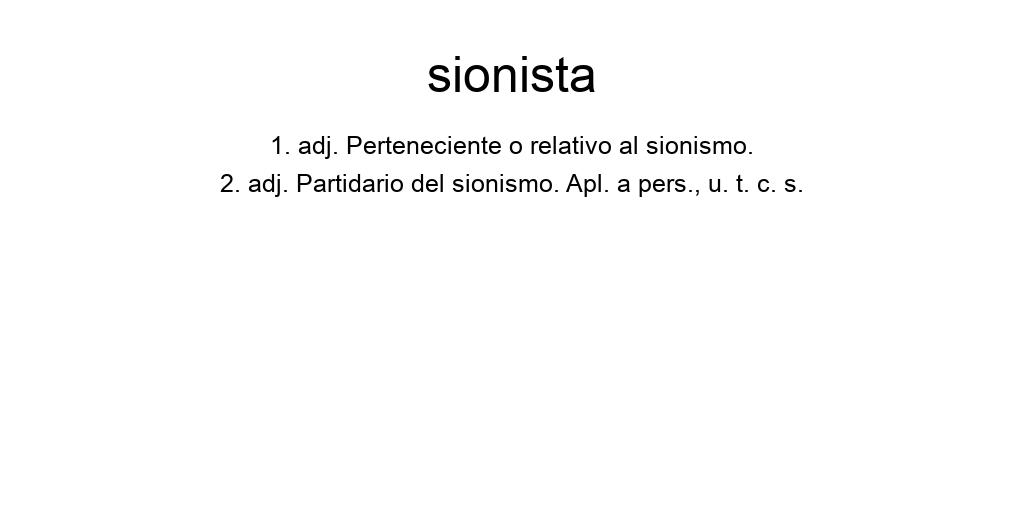 sionista
1. adj. Perteneciente o relativo al sionismo.
2. adj. Partidario del sionismo. Apl. a pers., u. t. c. s.